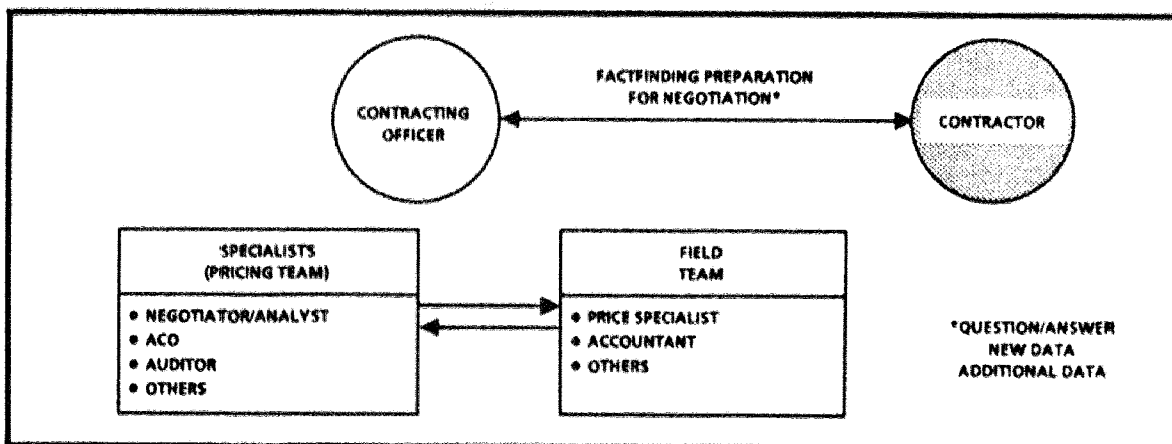 FACTFINDING PREPARATION
FOR NEGOTIATION*
CONTRACTING
OFFICER
CONTRACTOR
SPECIALISTS
(PRICING TEAM)
• NEGOTIATOR/ANALYST
• ACO
• AUDITOR
• OTHERS
FIELD
TEAM
• PRICE SPECIALIST
• ACCOUNTANT
• OTHERS
*QUESTION/ANSWER
NEW DATA
ADDITIONAL DATA